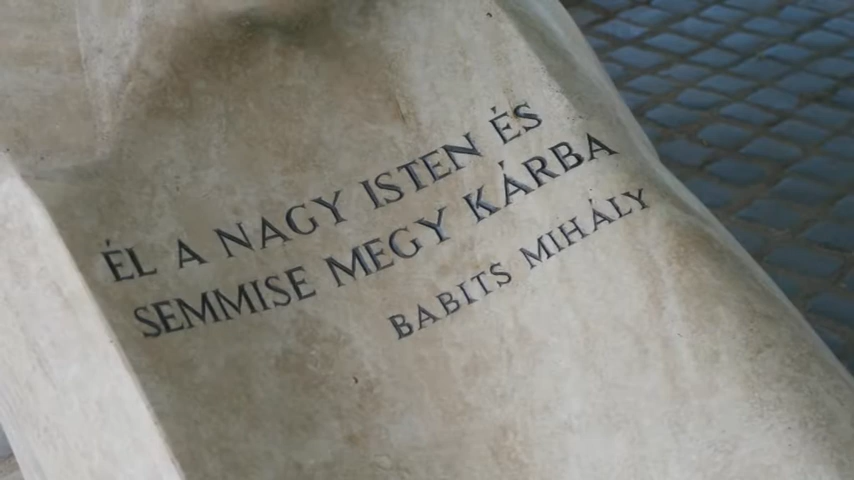 ÉL A NAGY ISTEN ÉS
SEMMISE MEGY KÁRBA
BABITS MIHÁLY